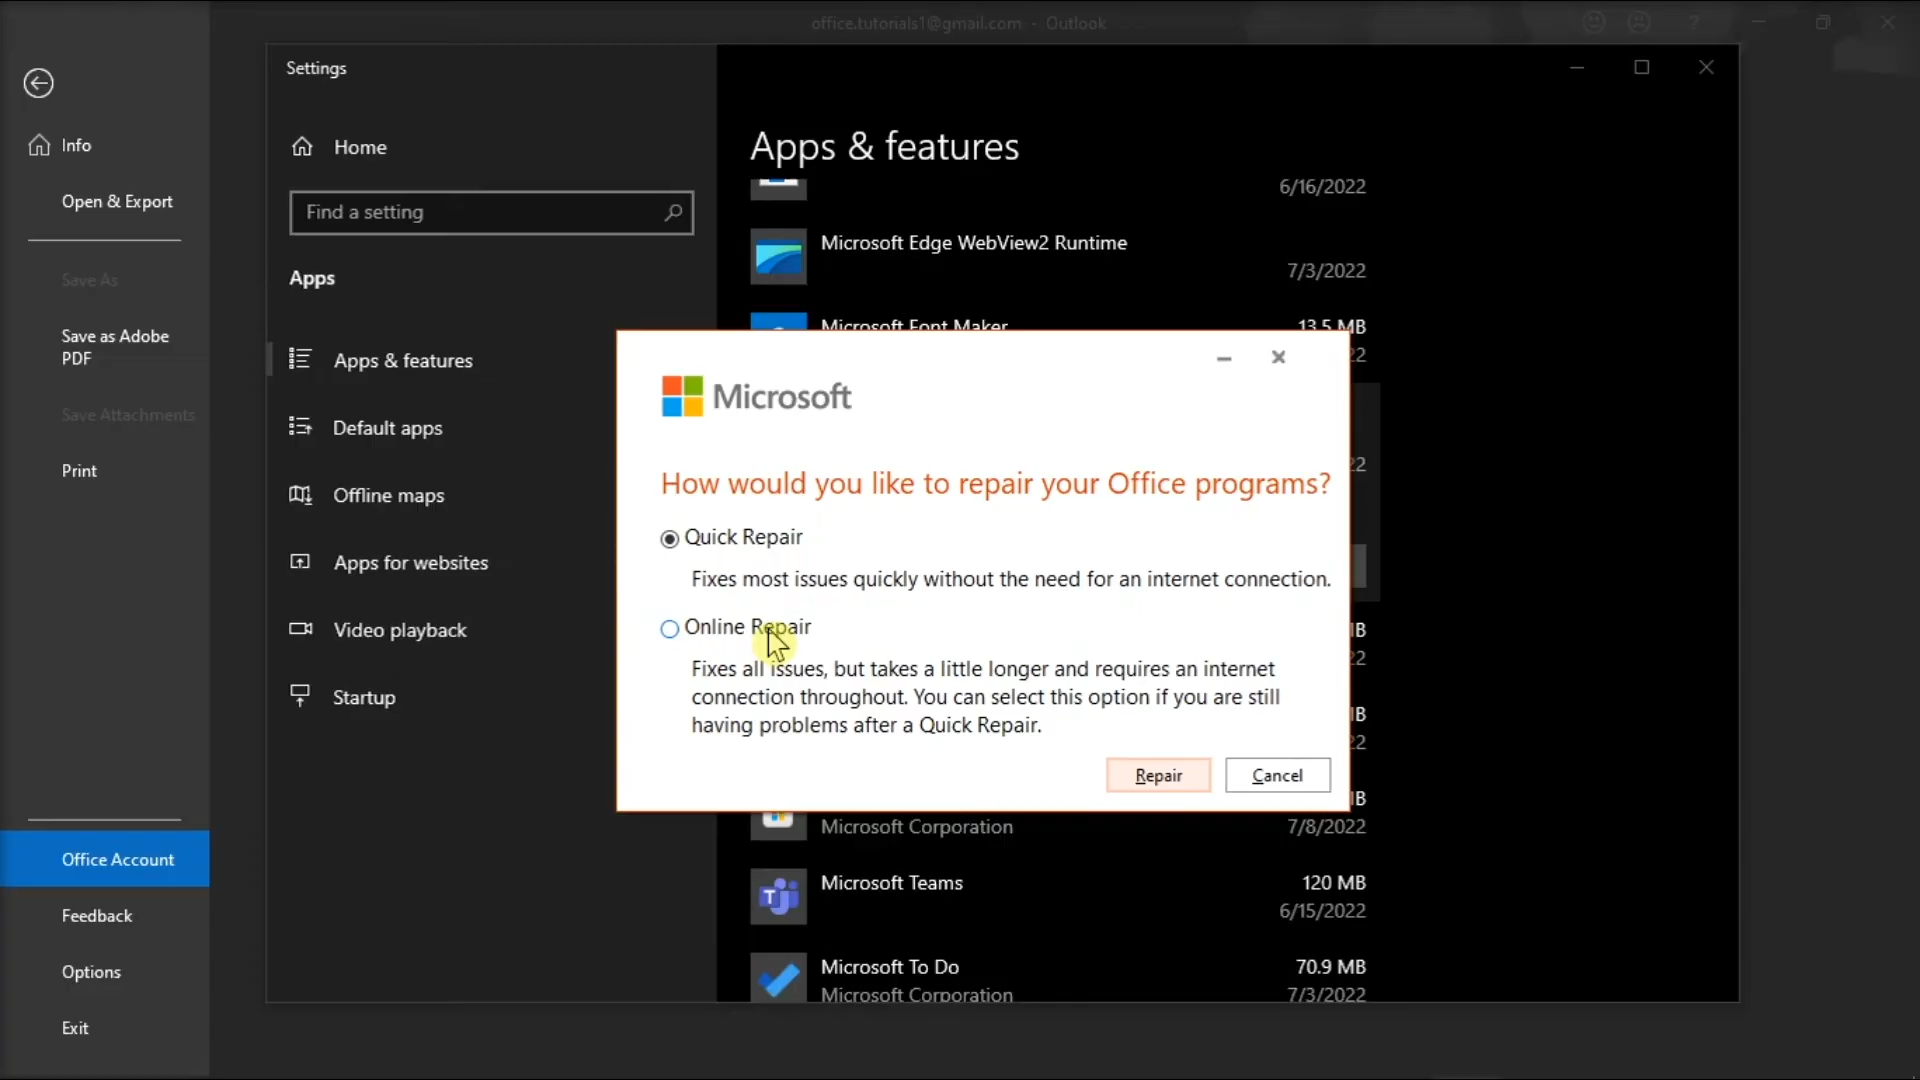 office.tutorials1@gmail.com - Outlook
Info
Open & Export
Save As
Save as Adobe
PDF
Save Attachments
Print
Office Account
Feedback
Options
Exit
Settings
Home
Find a setting
Apps
Apps & features
Default apps
Offline maps
Apps for websites
Video playback
Startup
Apps & features
6/16/2022
Microsoft Edge WebView2 Runtime
7/3/2022
Microsoft Font Maker 13.5 MB
22
22
Microsoft
How would you like to repair your Office programs?
Quick Repair
Fixes most issues quickly without the need for an internet connection.
Online Repair
Fixes all issues, but takes a little longer and requires an internet
connection throughout. You can select this option if you are still
having problems after a Quick Repair.
Repair Cancel
Microsoft Corporation 7/8/2022
Microsoft Teams 120 MB
6/15/2022
Microsoft To Do 70.9 MB
Microsoft Corporation 7/3/2022